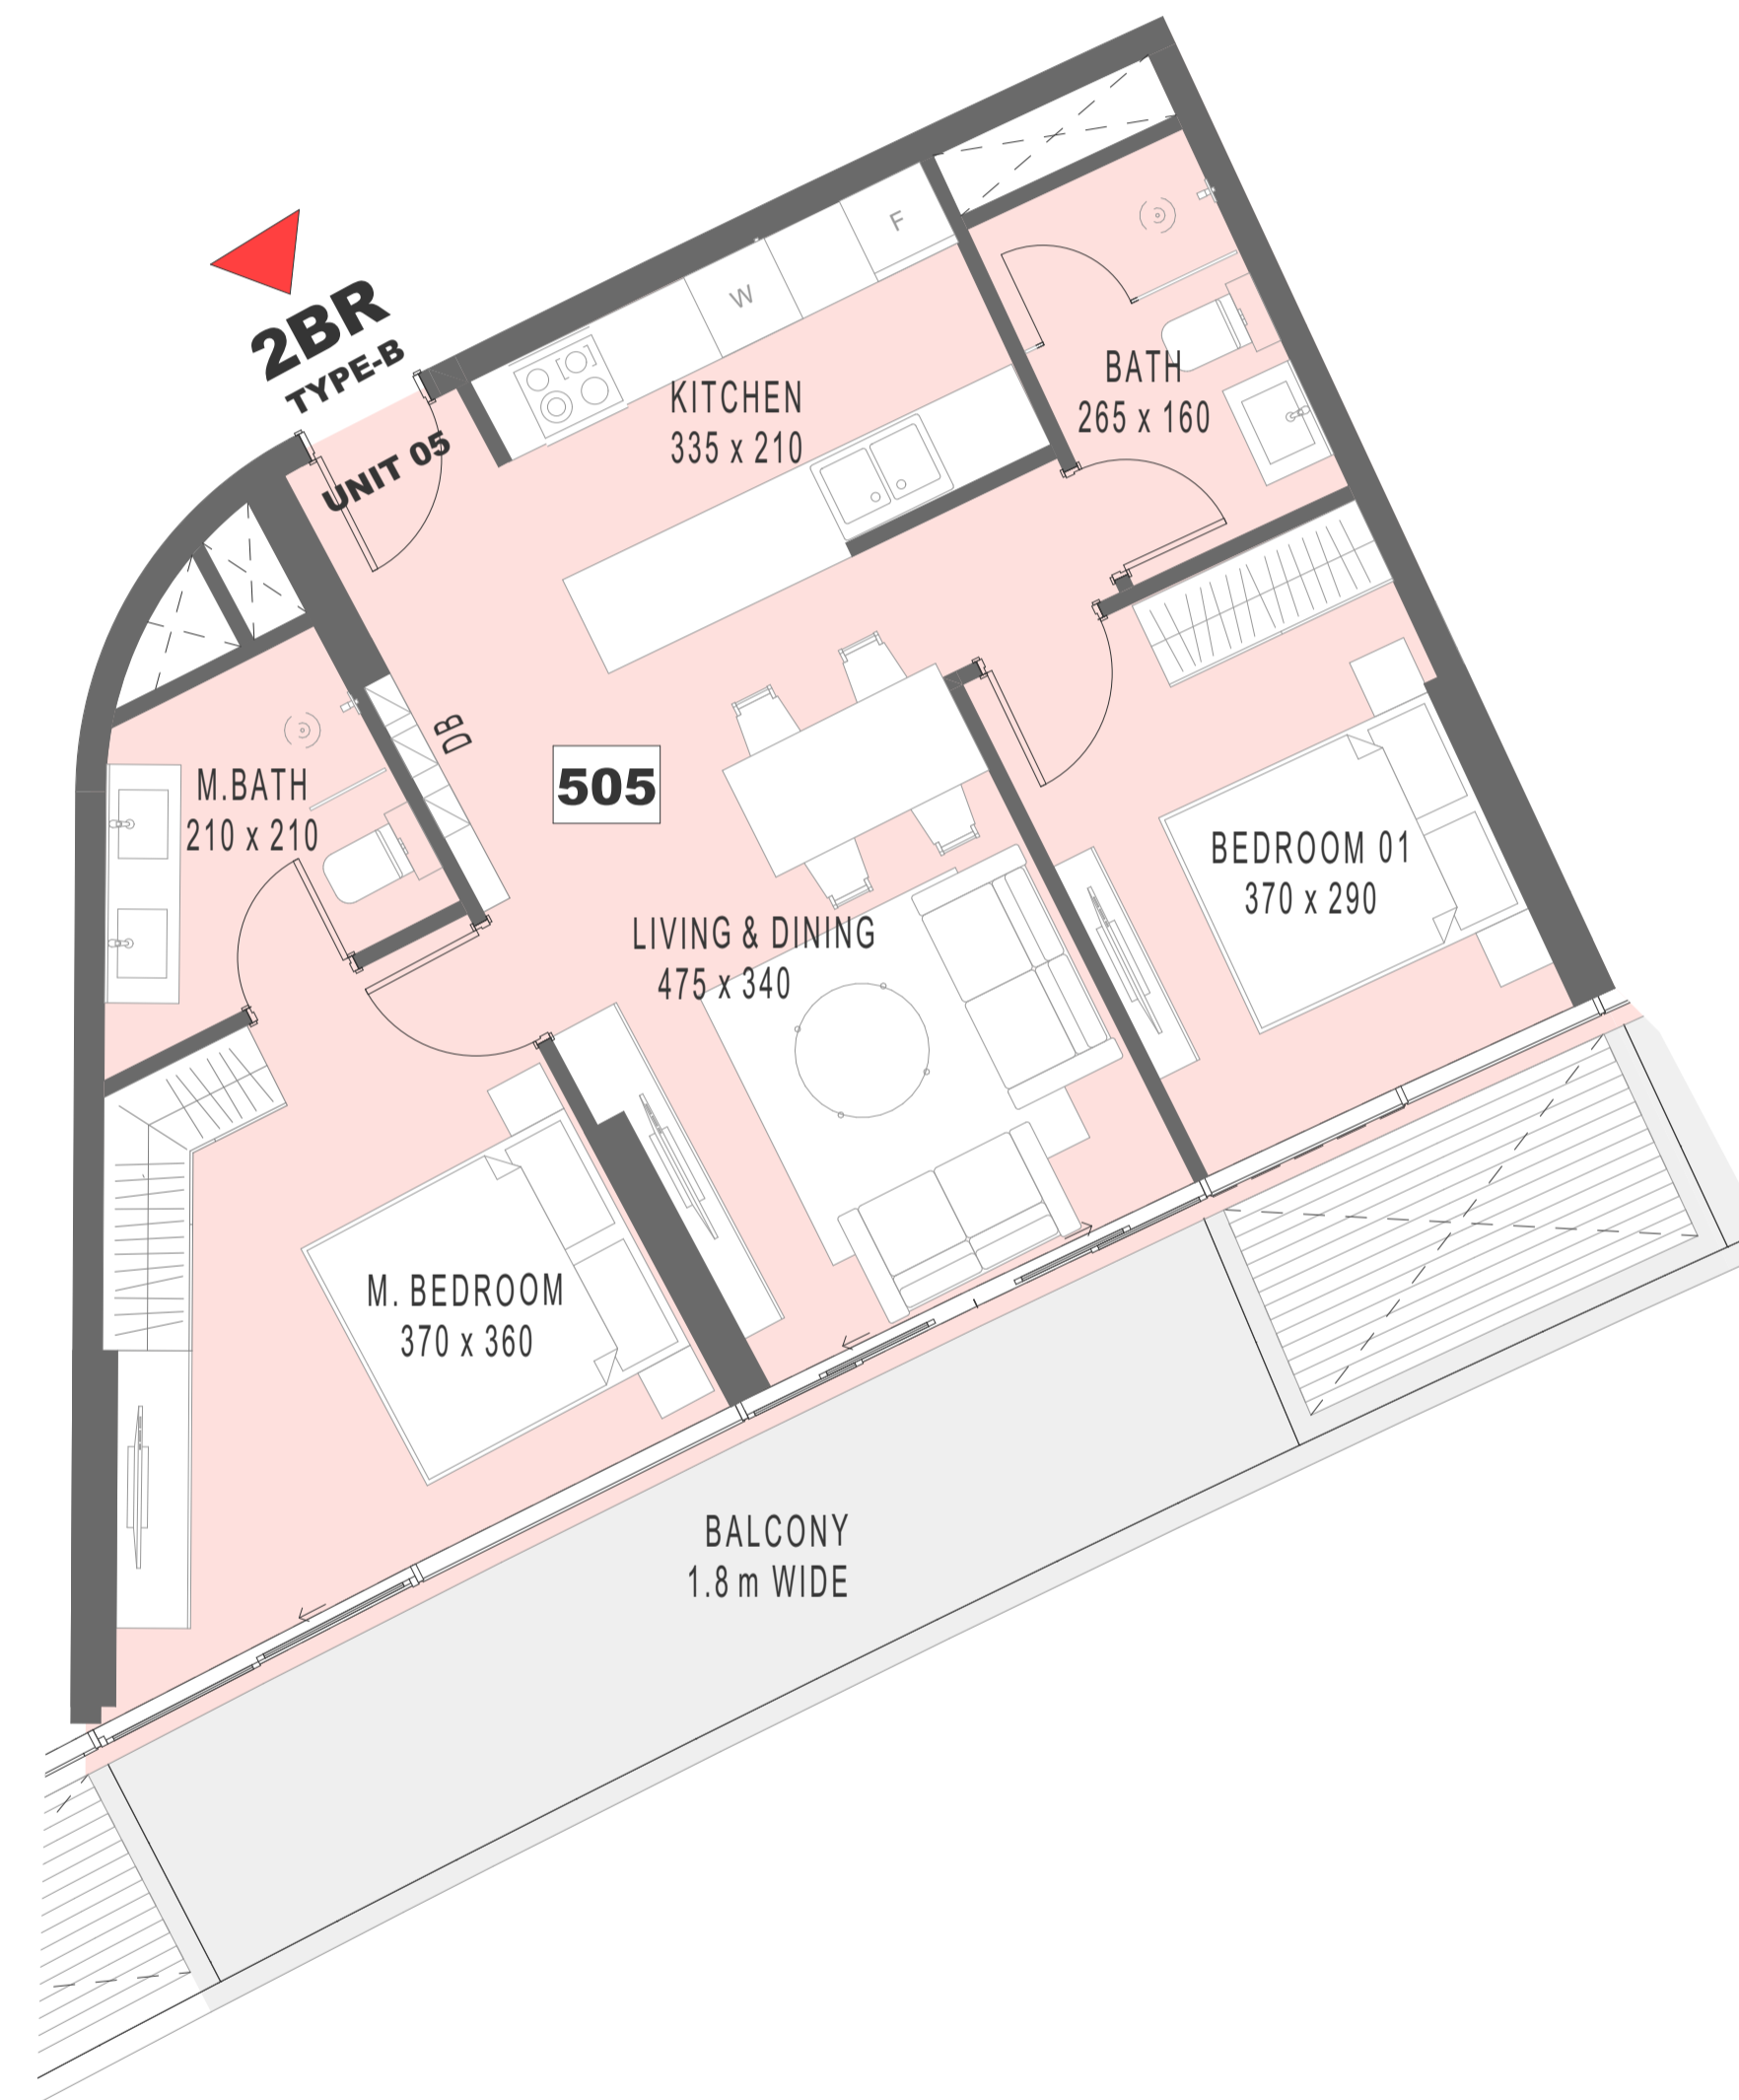 2BR
TYPE-B
UNIT 05
W
F
KITCHEN
335 x 210
BATH
265 x 160
DB
505
M.BATH
210 x 210
LIVING & DINING
475 x 340
BEDROOM 01
370 x 290
M. BEDROOM
370 x 360
BALCONY
1.8 m WIDE